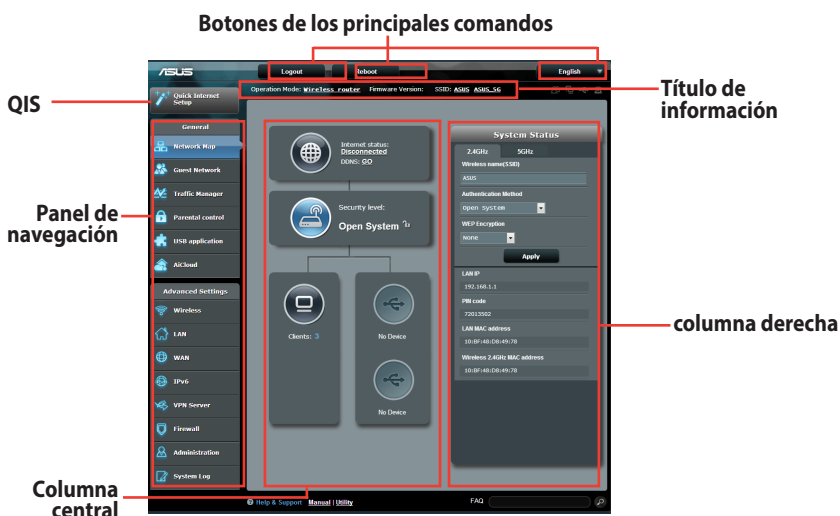 Botones de los principales comandos
ASUS
Logout
Reboot
English
Operation Mode: Wireless router Firmware Version: SSID: ASUS ASUS_5G
Título de
información
QIS
Quick Internet
Setup
General
Network Map
Guest Network
Traffic Manager
Parental control
USB application
AiCloud
Panel de
navegación
Advanced Settings
Wireless
LAN
WAN
IPv6
VPN Server
Firewall
Administration
System Log
Internet status:
Disconnected
DDNS: GO
Security level:
Open System
Clients: 3
No Device
No Device
System Status
2.4GHz 5GHz
Wireless name(SSID)
ASUS
Authentication Method
Open System
WEP Encryption
None
Apply
LAN IP
192.168.1.1
PIN code
72013502
LAN MAC address
10:BF:48:D8:49:78
Wireless 2.4GHz MAC address
10:BF:48:D8:49:78
columna derecha
Columna
central
Help & Support Manual | Utility
FAQ